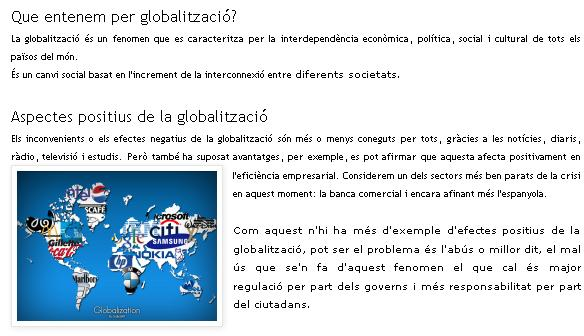 Que entenem per globalització?
La globalització és un fenomen que es caracteritza per la interdependència econòmica, política, social i cultural de tots els
països del món.
És un canvi social basat en l'increment de la interconnexió entre diferents societats.
Aspectes positius de la globalització
Els inconvenients o els efectes negatius de la globalització són més o menys coneguts per tots, gràcies a les notícies, diaris,
ràdio, televisió i estudis. Però també ha suposat avantatges, per exemple, es pot afirmar que aquesta afecta positivament en
l'eficiència empresarial. Considerem un dels sectors més ben parats de la crisi
en aquest moment: la banca comercial i encara afinant més l'espanyola.
Com aquest n'hi ha més d'exemple d'efectes positius de la
globalització, pot ser el problema és l'abús o millor dit, el mal
ús que se'n fa d'aquest fenomen el que cal és major
regulació per part dels governs i més responsabilitat per part
del ciutadans.
pepsi
NESCAFÉ
Microsoft
citi
SAMSUNG
Gillette
NOKIA
hp
Marlboro
Globalization